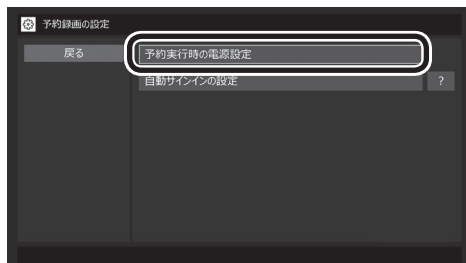 予約録画の設定
戻る
予約実行時の電源設定
自動サインインの設定
?